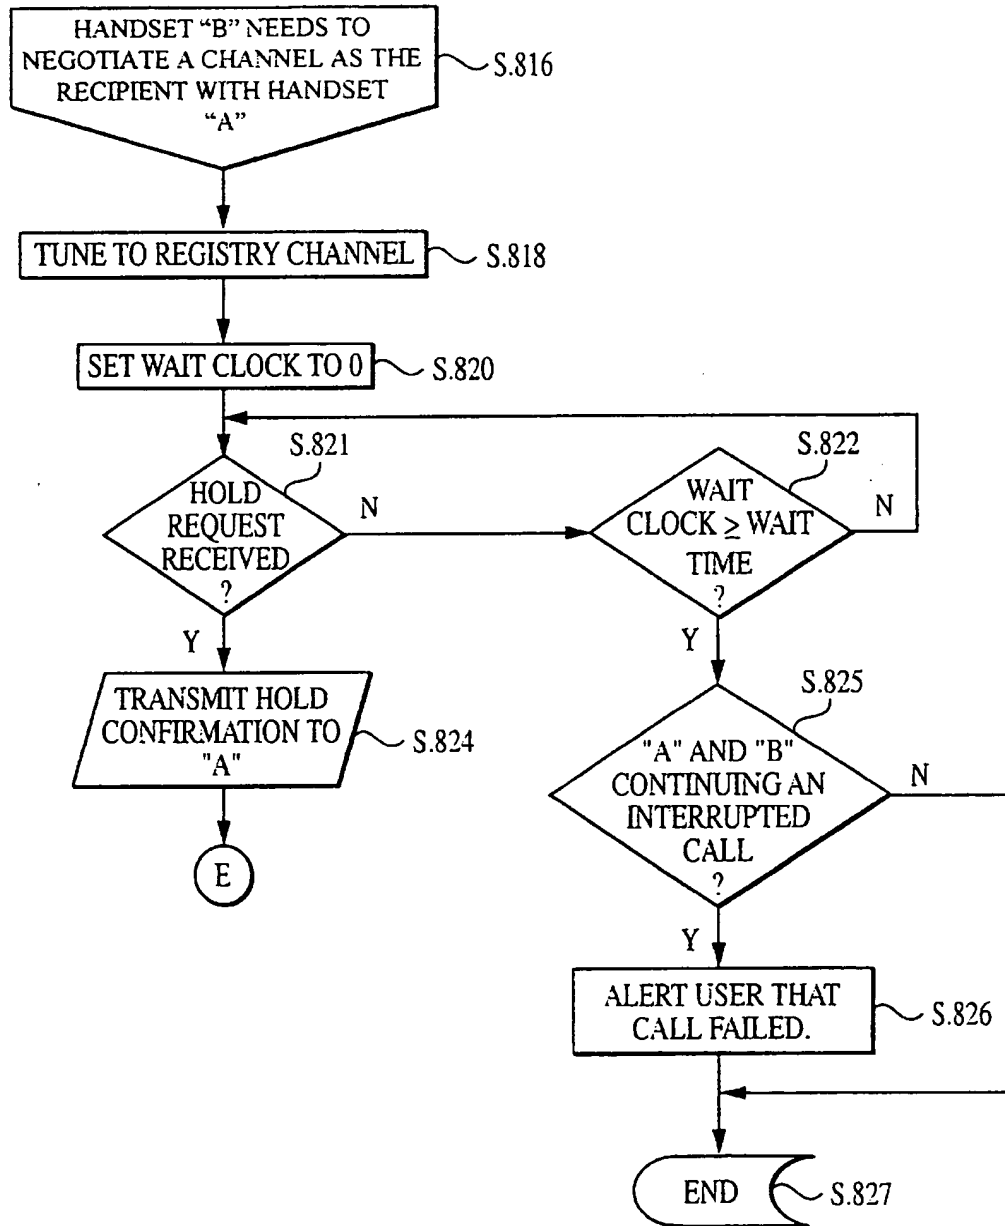 HANDSET “B” NEEDS TO
NEGOTIATE A CHANNEL AS THE
RECIPIENT WITH HANDSET
“A”
S.816
TUNE TO REGISTRY CHANNEL
S.818
SET WAIT CLOCK TO 0
S.820
S.821
HOLD
REQUEST
RECEIVED
?
N
Y
S.822
WAIT
CLOCK ≥ WAIT
TIME
?
N
Y
TRANSMIT HOLD
CONFIRMATION TO
"A"
S.824
E
S.825
"A" AND "B"
CONTINUING AN
INTERRUPTED
CALL
?
N
Y
ALERT USER THAT
CALL FAILED.
S.826
END
S.827